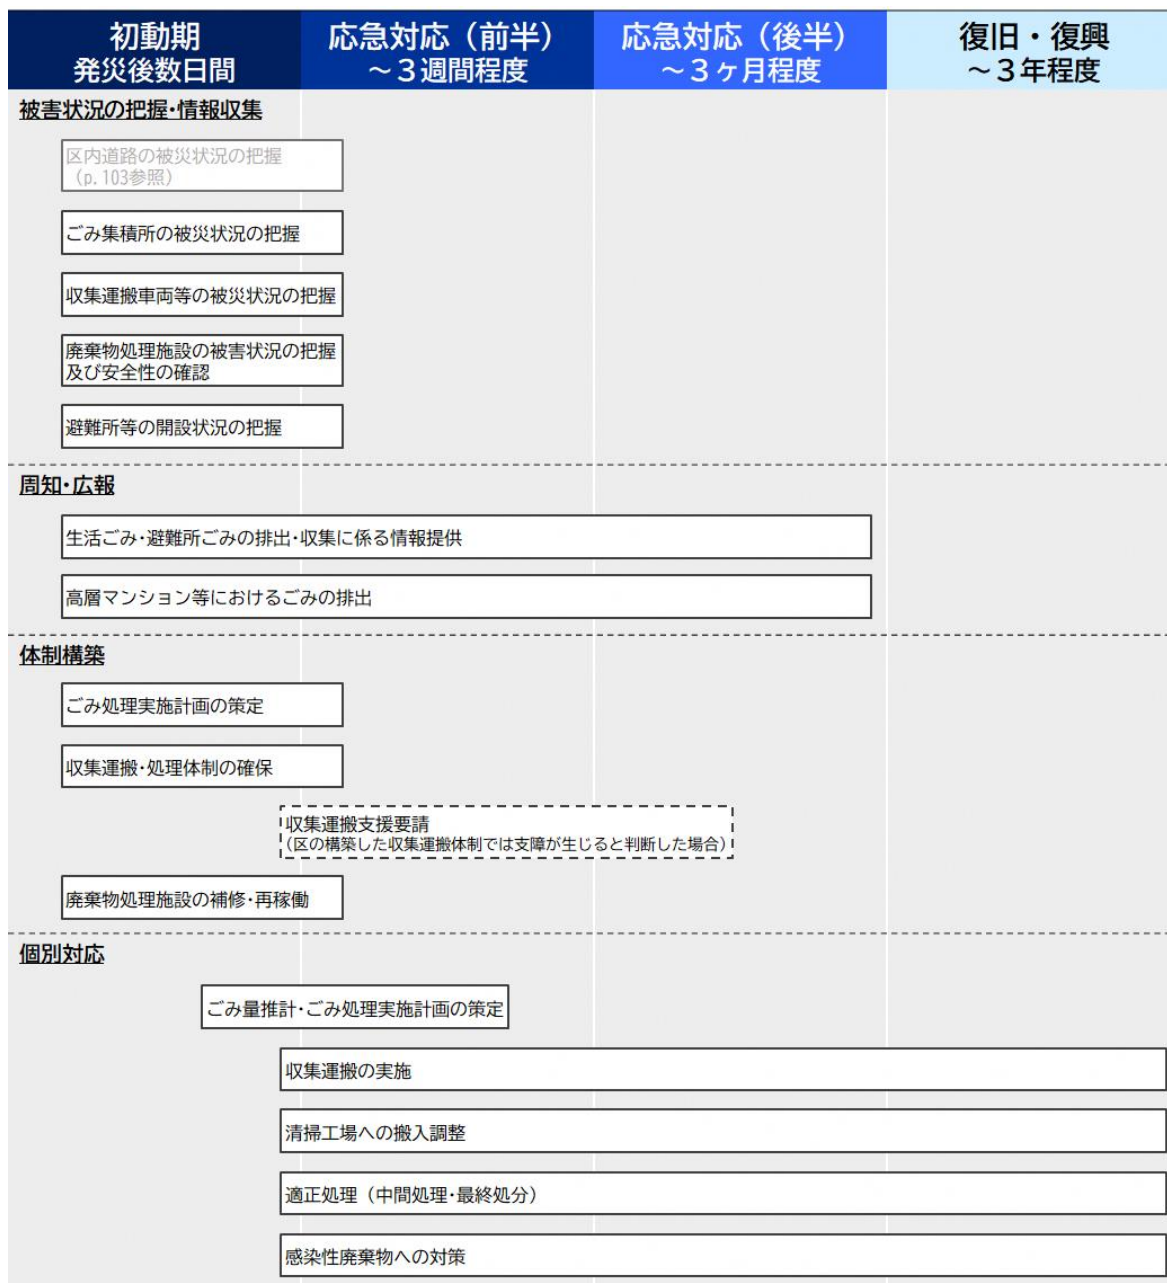 初動期
発災後数日間
応急対応（前半）
～３週間程度
応急対応（後半）
～３ヶ月程度
復旧・復興
～３年程度
被害状況の把握・情報収集
区内道路の被災状況の把握
（p.103参照）
ごみ集積所の被災状況の把握
収集運搬車両等の被災状況の把握
廃棄物処理施設の被害状況の把握
及び安全性の確認
避難所等の開設状況の把握
周知・広報
生活ごみ・避難所ごみの排出・収集に係る情報提供
高層マンション等におけるごみの排出
体制構築
ごみ処理実施計画の策定
収集運搬・処理体制の確保
収集運搬支援要請
（区の構築した収集運搬体制では支障が生じると判断した場合）
廃棄物処理施設の補修・再稼働
個別対応
ごみ量推計・ごみ処理実施計画の策定
収集運搬の実施
清掃工場への搬入調整
適正処理（中間処理・最終処分）
感染性廃棄物への対策